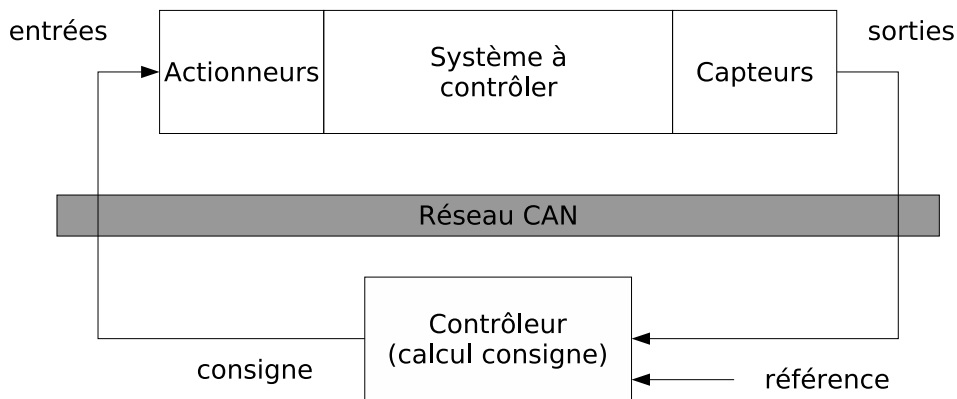 entrées
sorties
Actionneurs
Système à
contrôler
Capteurs
Réseau CAN
Contrôleur
(calcul consigne)
consigne
référence